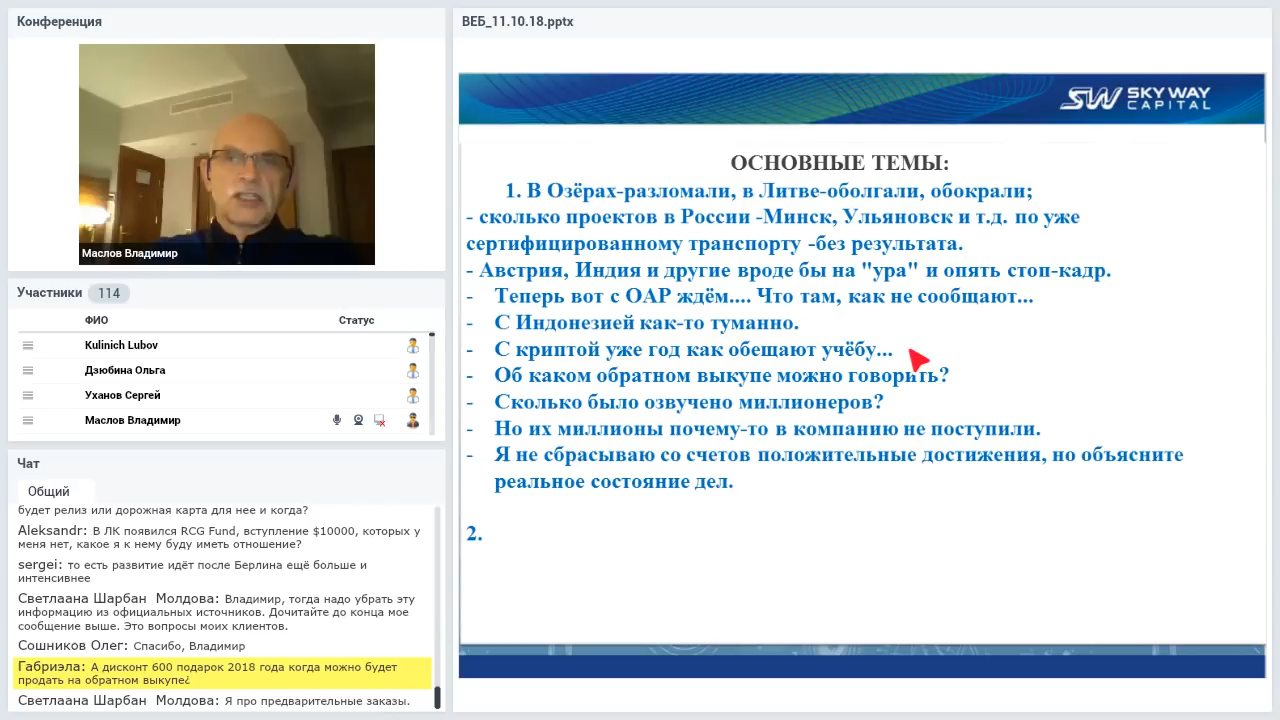 Конференция
Маслов Владимир
Участники 114
ФИО Статус
Kulinich Lubov
Дзюбина Ольга
Уханов Сергей
Маслов Владимир
Чат
Общий
будет релиз или дорожная карта для нее и когда?
Aleksandr: В ЛК появился RCG Fund, вступление $10000, которых у
меня нет, какое я к нему буду иметь отношение?
sergei: то есть развитие идёт после Берлина ещё больше и
интенсивнее
Светлаана Шарбан Молдова: Владимир, тогда надо убрать эту
информацию из официальных источников. Дочитайте до конца мое
сообщение выше. Это вопросы моих клиентов.
Сошников Олег: Спасибо, Владимир
Габриэла: А дисконт 600 подарок 2018 года когда можно будет
продать на обратном выкупе¿
Светлаана Шарбан Молдова: Я про предварительные заказы.
ВЕБ_11.10.18.pptx
SW SKY WAY
CAPITAL
ОСНОВНЫЕ ТЕМЫ:
1. В Озёрах-разломали, в Литве-оболгали, обокрали;
- сколько проектов в России -Минск, Ульяновск и т.д. по уже
сертифицированному транспорту -без результата.
- Австрия, Индия и другие вроде бы на "ура" и опять стоп-кадр.
- Теперь вот с ОАР ждём.... Что там, как не сообщают...
- С Индонезией как-то туманно.
- С криптой уже год как обещают учёбу...
- Об каком обратном выкупе можно говорить?
- Сколько было озвучено миллионеров?
- Но их миллионы почему-то в компанию не поступили.
- Я не сбрасываю со счетов положительные достижения, но объясните
реальное состояние дел.
2.